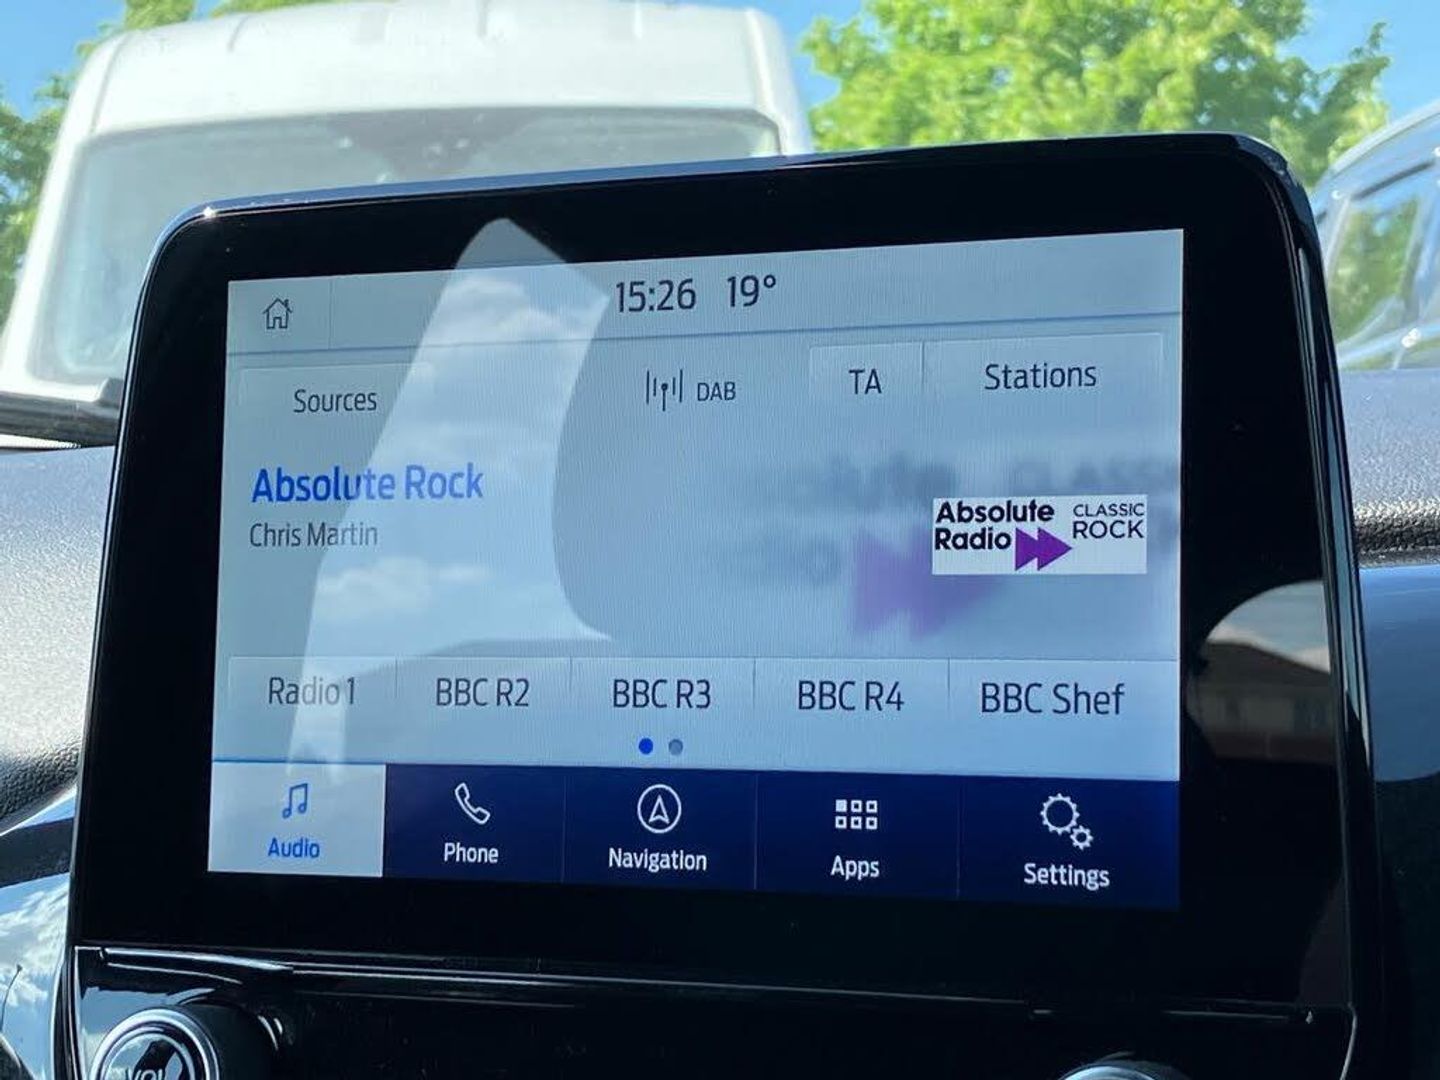 15:26 19°
Sources DAB TA Stations
Absolute Rock
Chris Martin
Absolute Radio CLASSIC ROCK
Radio 1 BBC R2 BBC R3 BBC R4 BBC Shef
Audio Phone Navigation Apps Settings
VOL